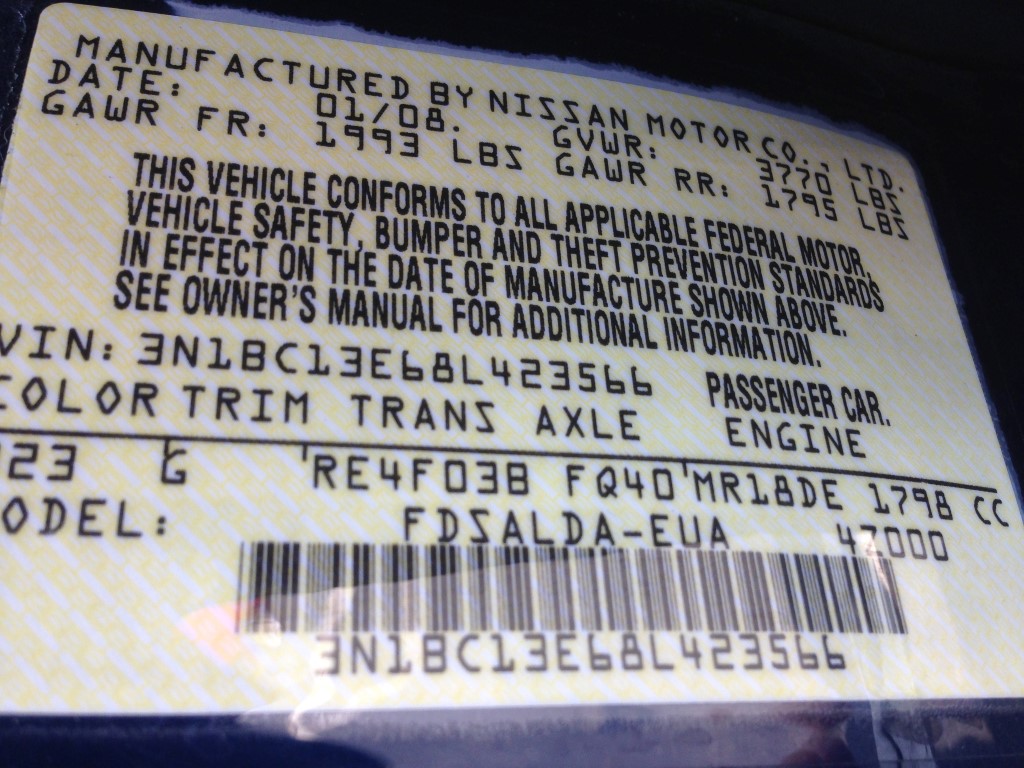 MANUFACTURED BY NISSAN MOTOR CO., LTD.
DATE: 01/08. GVWR: 3770 LBS
GAWR FR: 1993 LBS GAWR RR: 1795 LBS
THIS VEHICLE CONFORMS TO ALL APPLICABLE FEDERAL MOTOR
VEHICLE SAFETY, BUMPER AND THEFT PREVENTION STANDARDS
IN EFFECT ON THE DATE OF MANUFACTURE SHOWN ABOVE.
SEE OWNER'S MANUAL FOR ADDITIONAL INFORMATION.
VIN: 3N1BC13E68L423566 PASSENGER CAR.
COLOR TRIM TRANS AXLE ENGINE
23 G RE4F03B FQ40 MR18DE 1798 CC
ODEL: FDSALDA-EUA
3N1BC13E68L423566